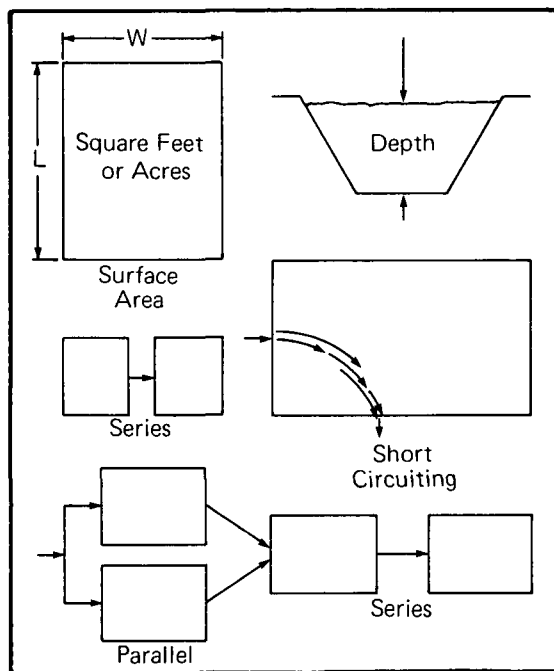 W
L
Square Feet
or Acres
Surface
Area
Depth
Series
Short
Circuiting
Parallel
Series